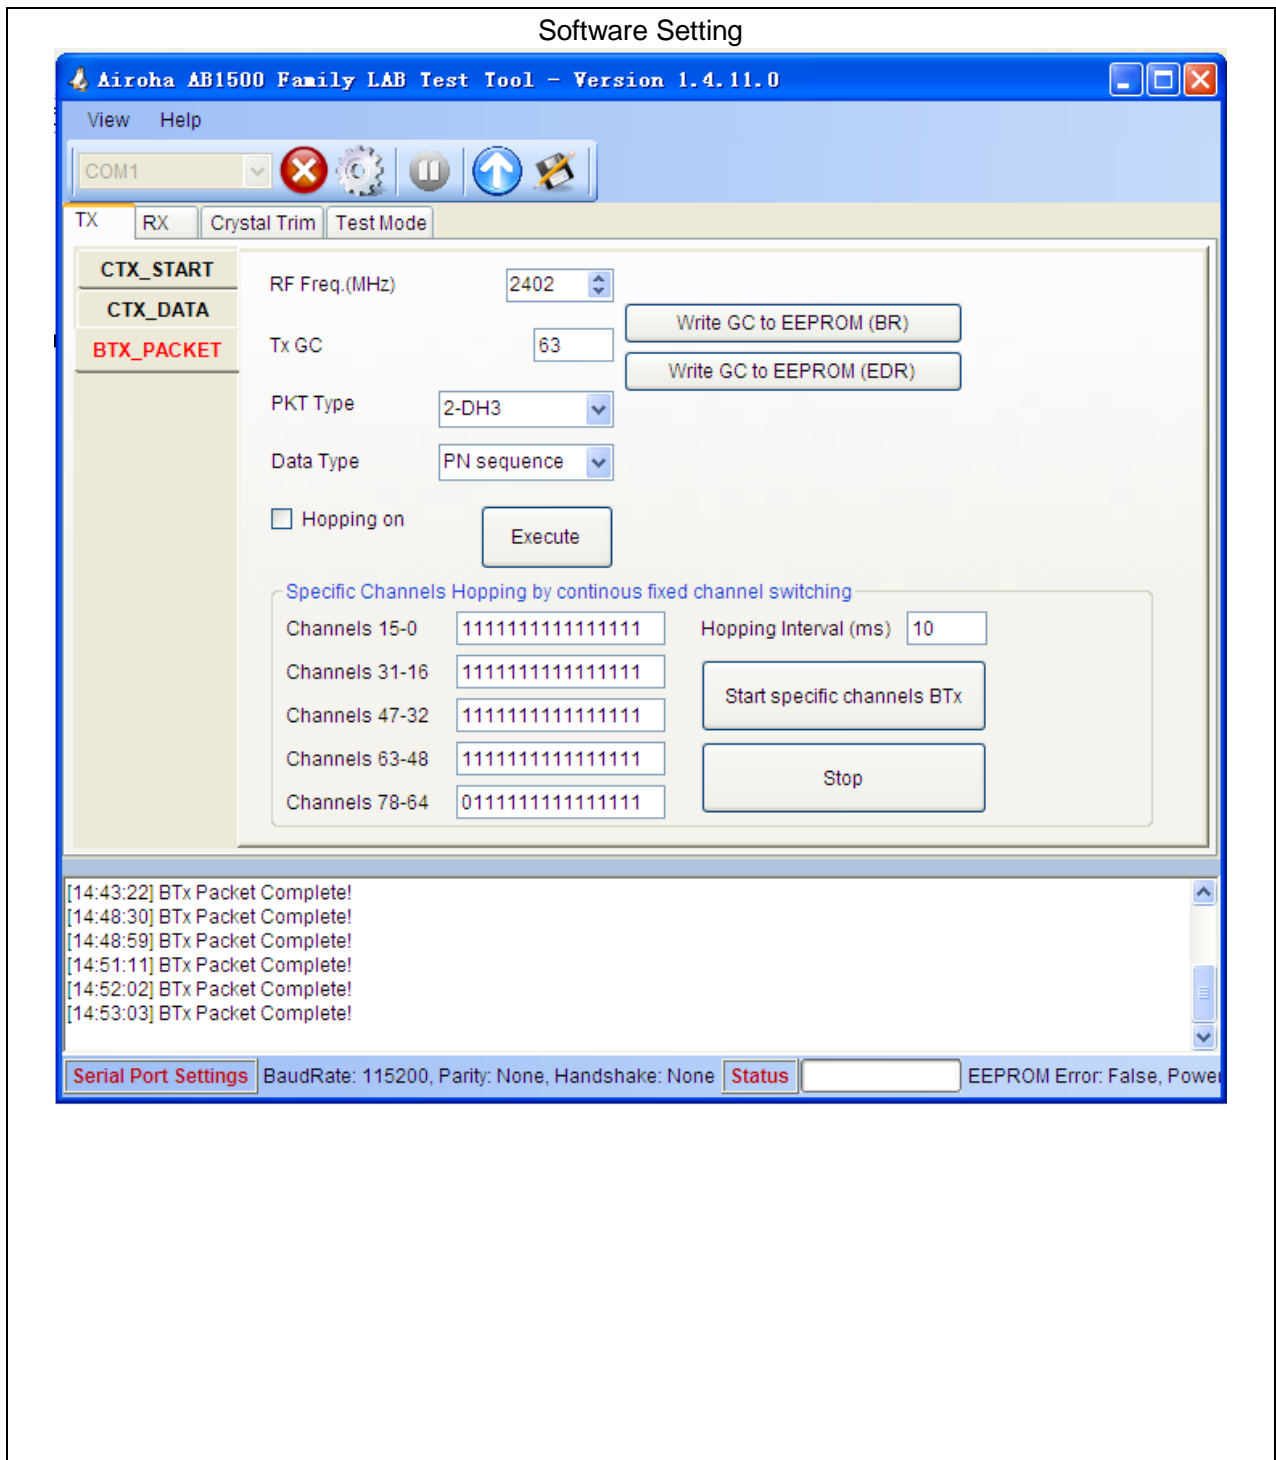 Software Setting
Airoha AB1500 Family LAB Test Tool - Version 1.4.11.0
View Help
COM1
TX RX Crystal Trim Test Mode
CTX_START
CTX_DATA
BTX_PACKET
RF Freq.(MHz) 2402
Write GC to EEPROM (BR)
Tx GC 63
Write GC to EEPROM (EDR)
PKT Type 2-DH3
Data Type PN sequence
Hopping on Execute
Specific Channels Hopping by continous fixed channel switching
Channels 15-0 1111111111111111 Hopping Interval (ms) 10
Channels 31-16 1111111111111111
Start specific channels BTx
Channels 47-32 1111111111111111
Channels 63-48 1111111111111111
Stop
Channels 78-64 0111111111111111
[14:43:22] BTx Packet Complete!
[14:48:30] BTx Packet Complete!
[14:48:59] BTx Packet Complete!
[14:51:11] BTx Packet Complete!
[14:52:02] BTx Packet Complete!
[14:53:03] BTx Packet Complete!
Serial Port Settings BaudRate: 115200, Parity: None, Handshake: None Status EEPROM Error: False, Power